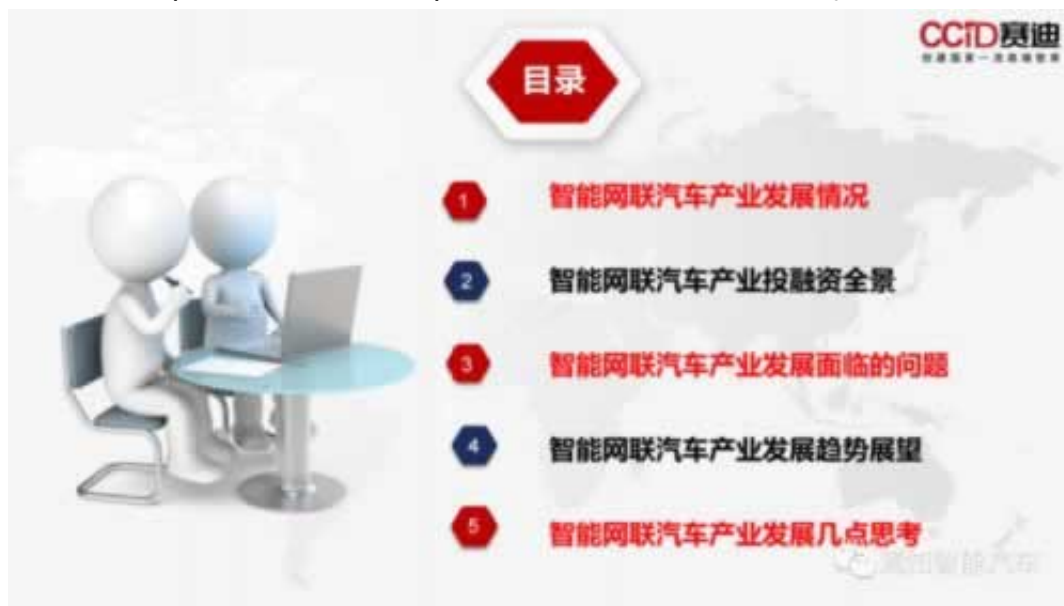 CCID赛迪
目录
1 智能网联汽车产业发展情况
2 智能网联汽车产业投融资全景
3 智能网联汽车产业发展面临的问题
4 智能网联汽车产业发展趋势展望
5 智能网联汽车产业发展几点思考
智能汽车